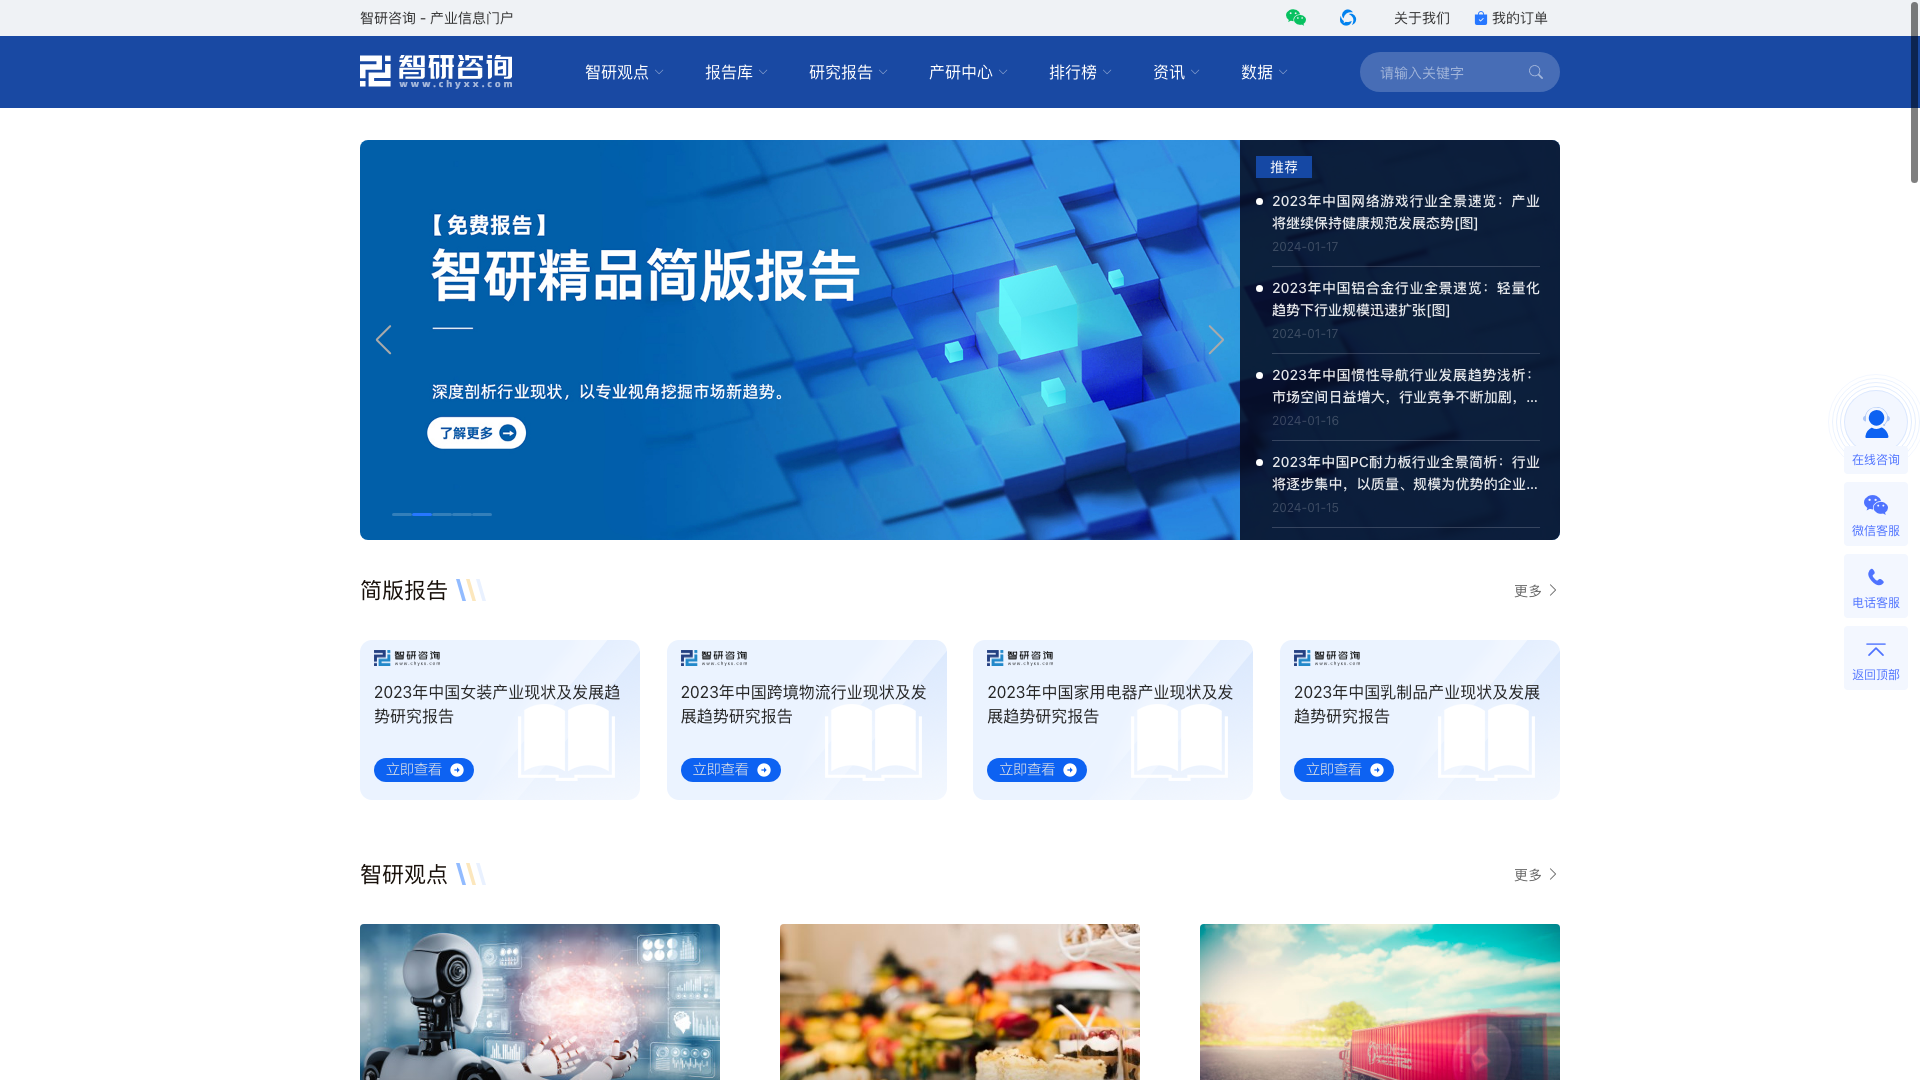 智研咨询 - 产业信息门户
关于我们
我的订单
智研咨询
www.chyxx.com
智研观点
报告库
研究报告
产研中心
排行榜
资讯
数据
请输入关键字
【免费报告】
智研精品简版报告
深度剖析行业现状，以专业视角挖掘市场新趋势。
了解更多
推荐
2023年中国网络游戏行业全景速览：产业
将继续保持健康规范发展态势[图]
2024-01-17
2023年中国铝合金行业全景速览：轻量化
趋势下行业规模迅速扩张[图]
2024-01-17
2023年中国惯性导航行业发展趋势浅析：
市场空间日益增大，行业竞争不断加剧，...
2024-01-16
2023年中国PC耐力板行业全景简析：行业
将逐步集中，以质量、规模为优势的企业...
2024-01-15
在线咨询
微信客服
电话客服
返回顶部
简版报告
更多
智研咨询
www.chyxx.com
2023年中国女装产业现状及发展趋
势研究报告
立即查看
智研咨询
www.chyxx.com
2023年中国跨境物流行业现状及发
展趋势研究报告
立即查看
智研咨询
www.chyxx.com
2023年中国家用电器产业现状及发
展趋势研究报告
立即查看
智研咨询
www.chyxx.com
2023年中国乳制品产业现状及发展
趋势研究报告
立即查看
智研观点
更多